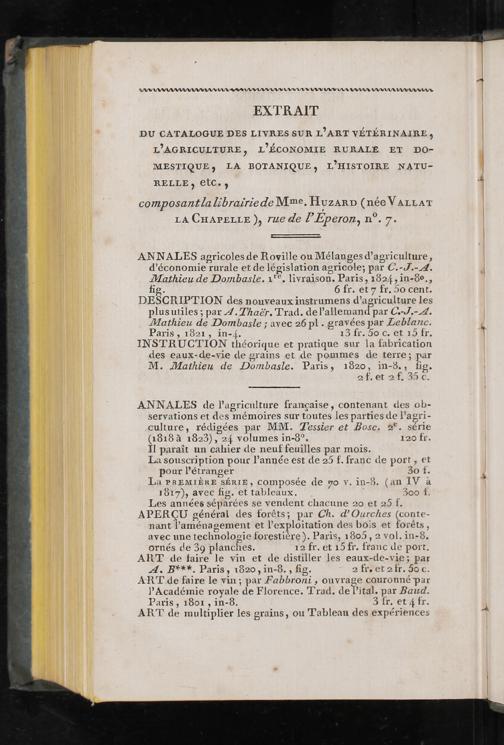 EXTRAIT
DU CATALOGUE DES LIVRES SUR L'ART VÉTÉRINAIRE,
L'AGRICULTURE, L'ÉCONOMIE RURALE ET DO-
MESTIQUE, LA BOTANIQUE, L'HISTOIRE NATU-
RELLE, etc.,
composant la librairie de Mme. HUZARD (née VALLAT
LA CHAPELLE), rue de l'Éperon, n°. 7.
ANNALES agricoles de Roville ou Mélanges d'agriculture,
d'économie rurale et de législation agricole; par C.-J.-A.
Mathieu de Dombasle. 1re. livraison. Paris, 1824, in-8°.,
fig. 6 fr. et 7 fr. 50 cent.
DESCRIPTION des nouveaux instrumens d'agriculture les
plus utiles; par A. Thaër. Trad. de l'allemand par C.-J.-A.
Mathieu de Dombasle; avec 26 pl. gravées par Leblanc.
Paris, 1821, in-4. 13 fr. 50 c. et 15 fr.
INSTRUCTION théorique et pratique sur la fabrication
des eaux-de-vie de grains et de pommes de terre; par
M. Mathieu de Dombasle. Paris, 1820, in-8., fig.
2 f. et 2 f. 35 c.
ANNALES de l'agriculture française, contenant des ob-
servations et des mémoires sur toutes les parties de l'agri-
culture, rédigées par MM. Tessier et Bosc. 2e. série
(1818 à 1823), 24 volumes in-8°. 120 fr.
Il paraît un cahier de neuf feuilles par mois.
La souscription pour l'année est de 25 f. franc de port, et
pour l'étranger 30 f.
La PREMIÈRE SÉRIE, composée de 70 v. in-8. (an IV à
1817), avec fig. et tableaux. 300 f.
Les années séparées se vendent chacune 20 et 25 f.
APERÇU général des forêts; par Ch. d'Ourches (conte-
nant l'aménagement et l'exploitation des bois et forêts,
avec une technologie forestière). Paris, 1805, 2 vol. in-8.
ornés de 39 planches. 12 fr. et 15 fr. franc de port.
ART de faire le vin et de distiller les eaux-de-vie; par
A. B***. Paris, 1820, in-8., fig. 2 fr. et 2 fr. 50 c.
ART de faire le vin; par Fabbroni, ouvrage couronné par
l'Académie royale de Florence. Trad. de l'ital. par Baud.
Paris, 1801, in-8. 3 fr. et 4 fr.
ART de multiplier les grains, ou Tableau des expériences